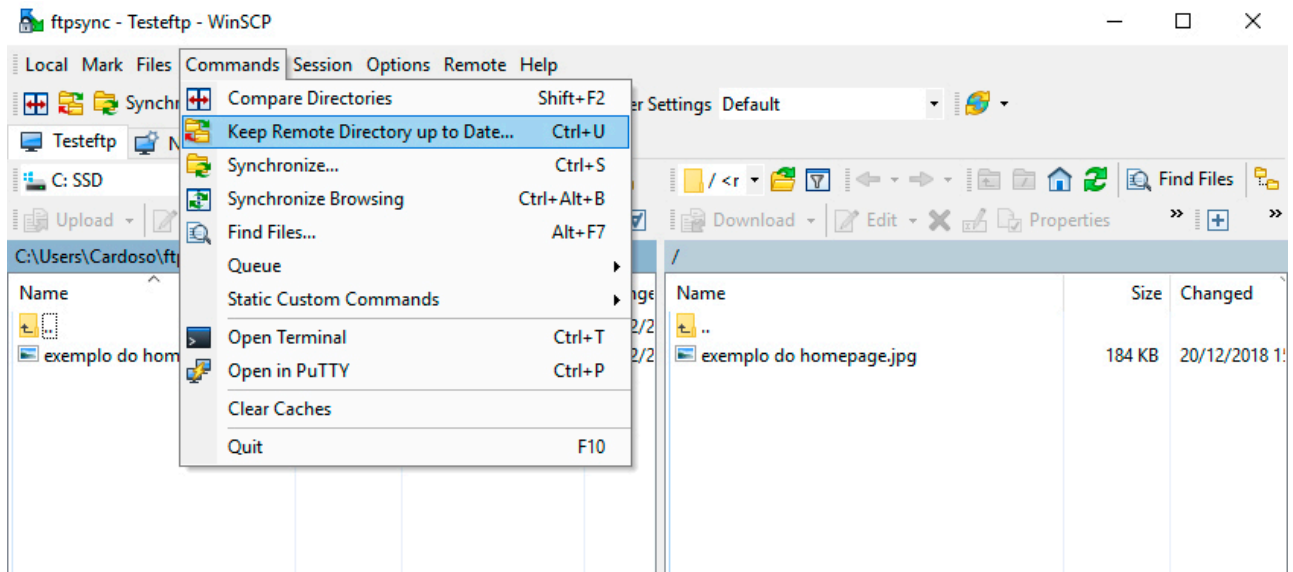 ftpsync - Testeftp - WinSCP
Local Mark Files Commands Session Options Remote Help
Compare Directories Shift+F2
Settings Default
Keep Remote Directory up to Date... Ctrl+U
Testeftp
Synchronize... Ctrl+S
C: SSD
/ <r
Find Files
Synchronize Browsing Ctrl+Alt+B
Upload
Download Edit Properties
Find Files... Alt+F7
C:\Users\Cardoso\ftp
/
Queue
Name
Name Size Changed
Static Custom Commands
..
..
Open Terminal Ctrl+T
exemplo do hom
exemplo do homepage.jpg 184 KB 20/12/2018
Open in PuTTY Ctrl+P
Clear Caches
Quit F10